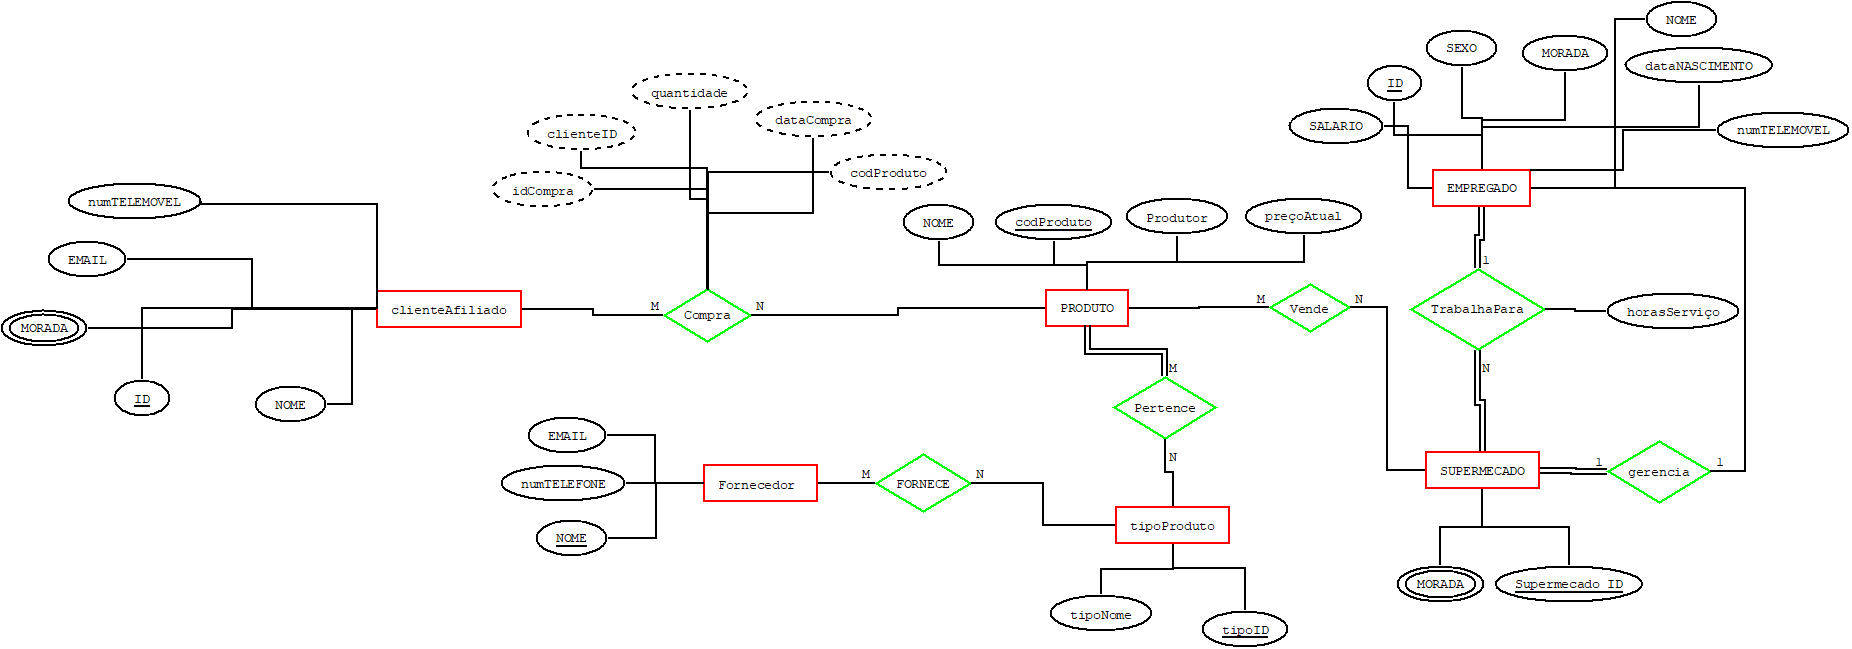 NOME
SEXO
MORADA
dataNASCIMENTO
ID
quantidade
SALARIO
dataCompra
numTELEMOVEL
clienteID
codProduto
EMPREGADO
idCompra
numTELEMOVEL
preçoAtual
Produtor
NOME
codProduto
EMAIL
1
M
N
M
N
clienteAfiliado
Compra
PRODUTO
Vende
TrabalhaPara
horasServiço
MORADA
M
N
ID
NOME
Pertence
EMAIL
N
1
1
M
N
SUPERMECADO
gerencia
numTELEFONE
Fornecedor
FORNECE
tipoProduto
NOME
MORADA
Supermecado ID
tipoNome
tipoID